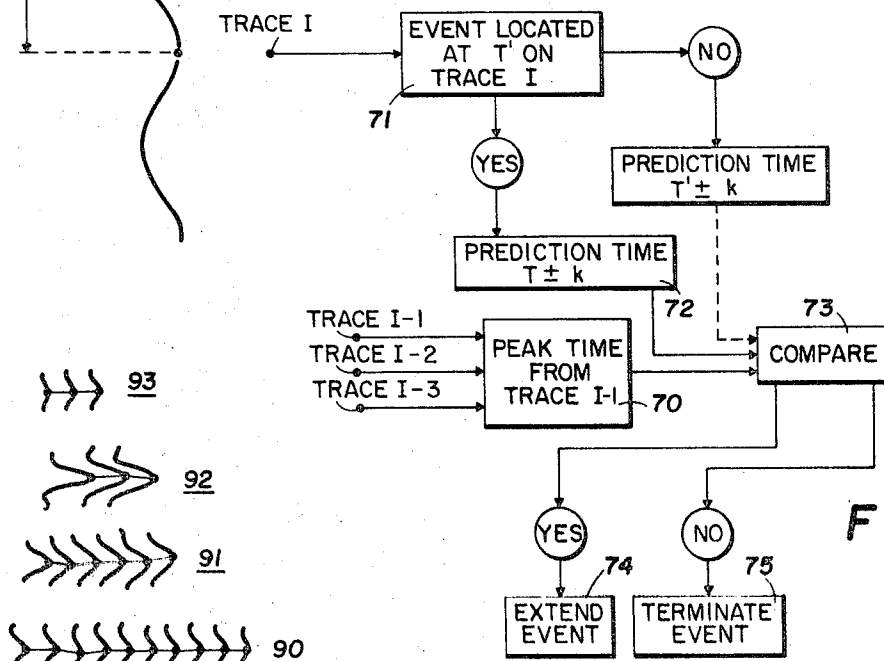 TRACE I
EVENT LOCATED
AT T' ON
TRACE I
71
NO
YES
PREDICTION TIME
T' ± k
PREDICTION TIME
T ± k
72
73
TRACE I-1
TRACE I-2
TRACE I-3
PEAK TIME
FROM
TRACE I-1
70
COMPARE
93
92
91
90
YES
NO
F
74
75
EXTEND
EVENT
TERMINATE
EVENT